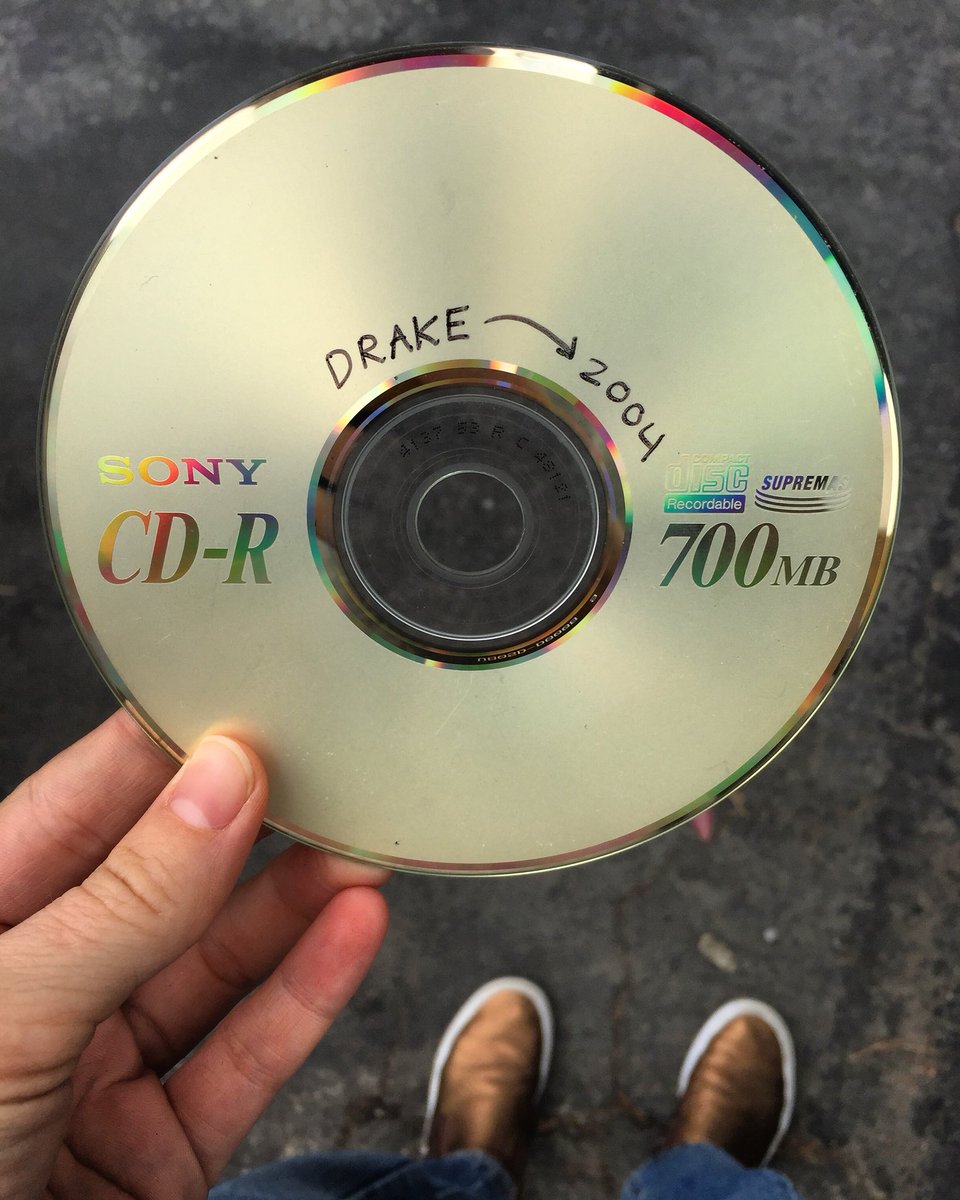 DRAKE → 2004
SONY
CD-R
COMPACT
DISC
Recordable
SUPREMAS
700MB